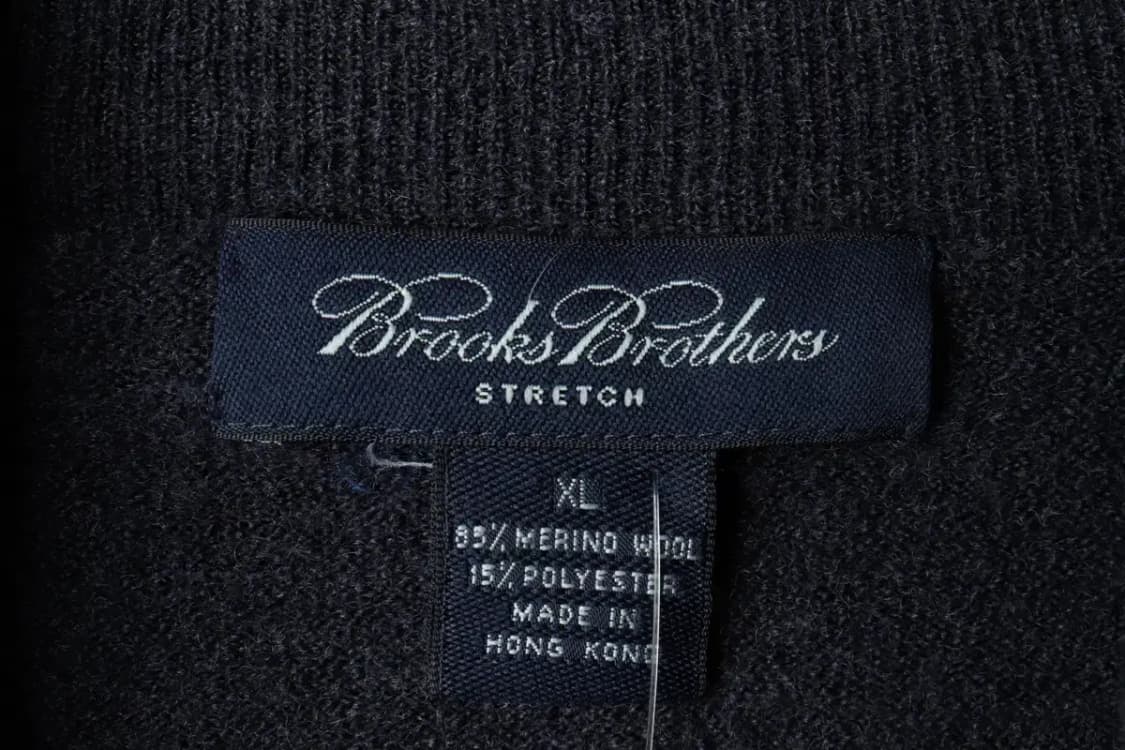 Brooks Brothers
STRETCH
XL
85% MERINO WOOL
15% POLYESTER
MADE IN
HONG KONG